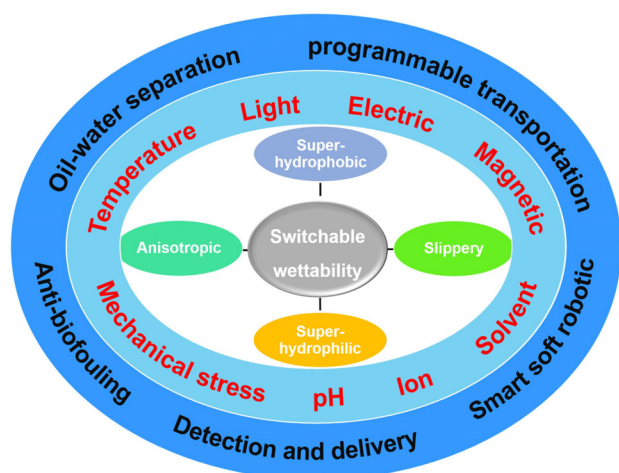 Oil-water separation
programmable transportation
Anti-biofouling
Smart soft robotic
Detection and delivery
Temperature
Light
Electric
Magnetic
Mechanical stress
pH
Ion
Solvent
Super-
hydrophobic
Anisotropic
Switchable
wettability
Slippery
Super-
hydrophilic